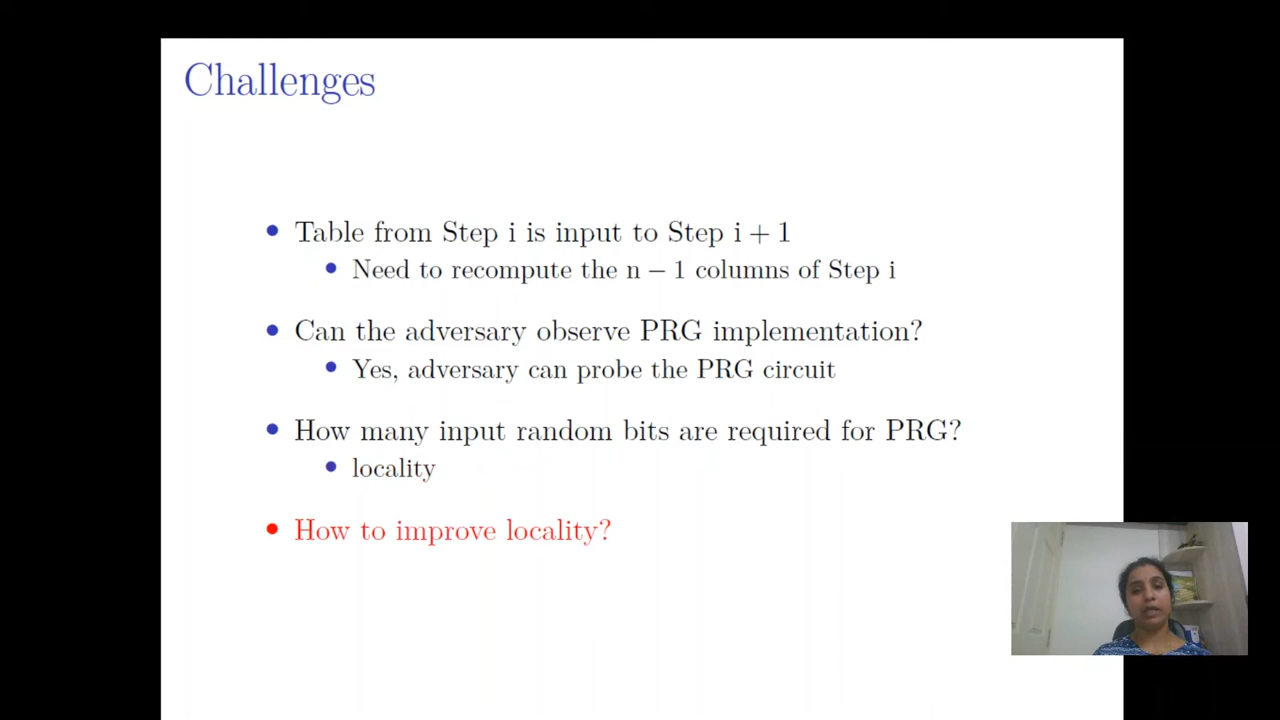 Challenges
Table from Step i is input to Step i + 1
Need to recompute the n − 1 columns of Step i
Can the adversary observe PRG implementation?
Yes, adversary can probe the PRG circuit
How many input random bits are required for PRG?
locality
How to improve locality?